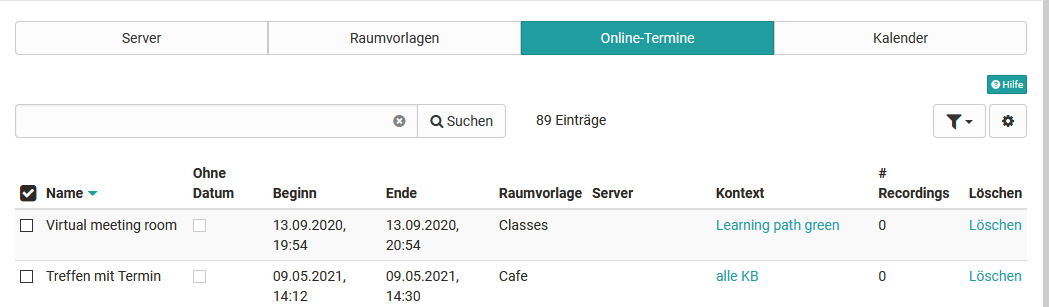 Server Raumvorlagen Online-Termine Kalender
Hilfe
Suchen 89 Einträge
Name Ohne Datum Beginn Ende Raumvorlage Server Kontext # Recordings Löschen
Virtual meeting room 13.09.2020, 19:54 13.09.2020, 20:54 Classes Learning path green 0 Löschen
Treffen mit Termin 09.05.2021, 14:12 09.05.2021, 14:30 Cafe alle KB 0 Löschen